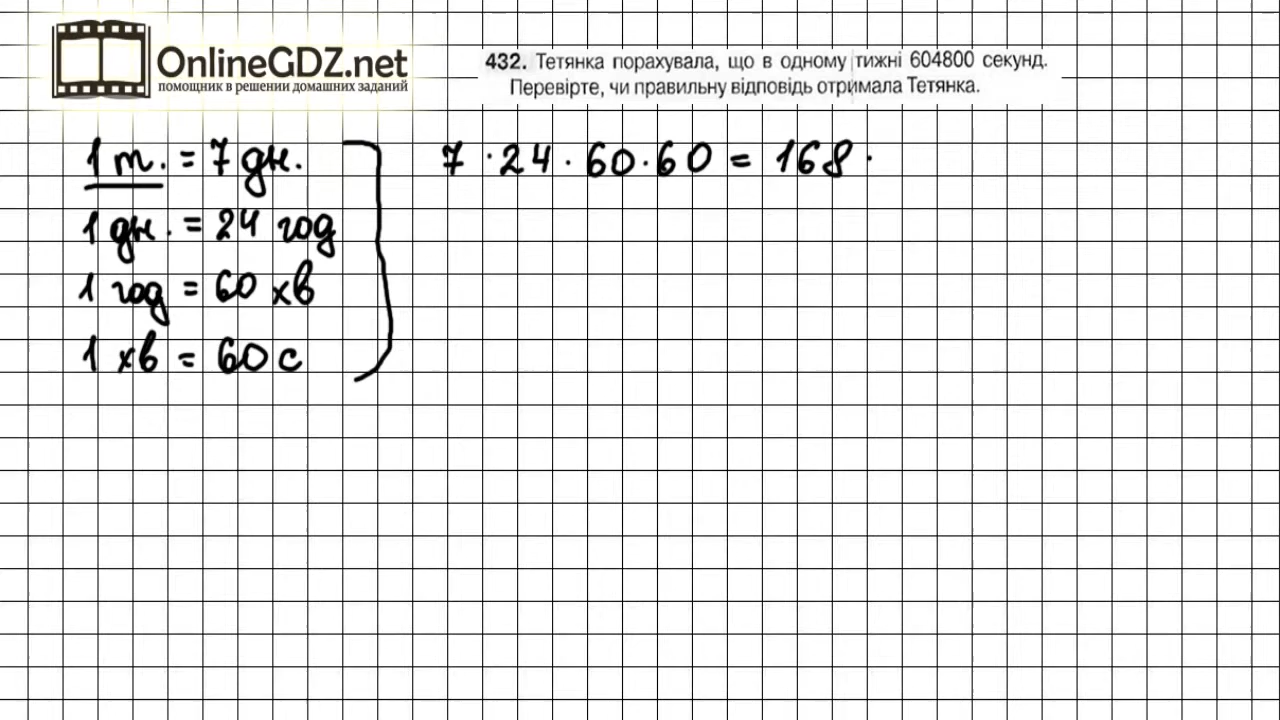 OnlineGDZ.net
помощник в решении домашних заданий
432. Тетянка порахувала, що в одному тижні 604800 секунд.
Перевірте, чи правильну відповідь отримала Тетянка.
1 т. = 7 дн.
1 дн. = 24 год
1 год = 60 хв
1 хв = 60 с
7 · 24 · 60 · 60 = 168 ·